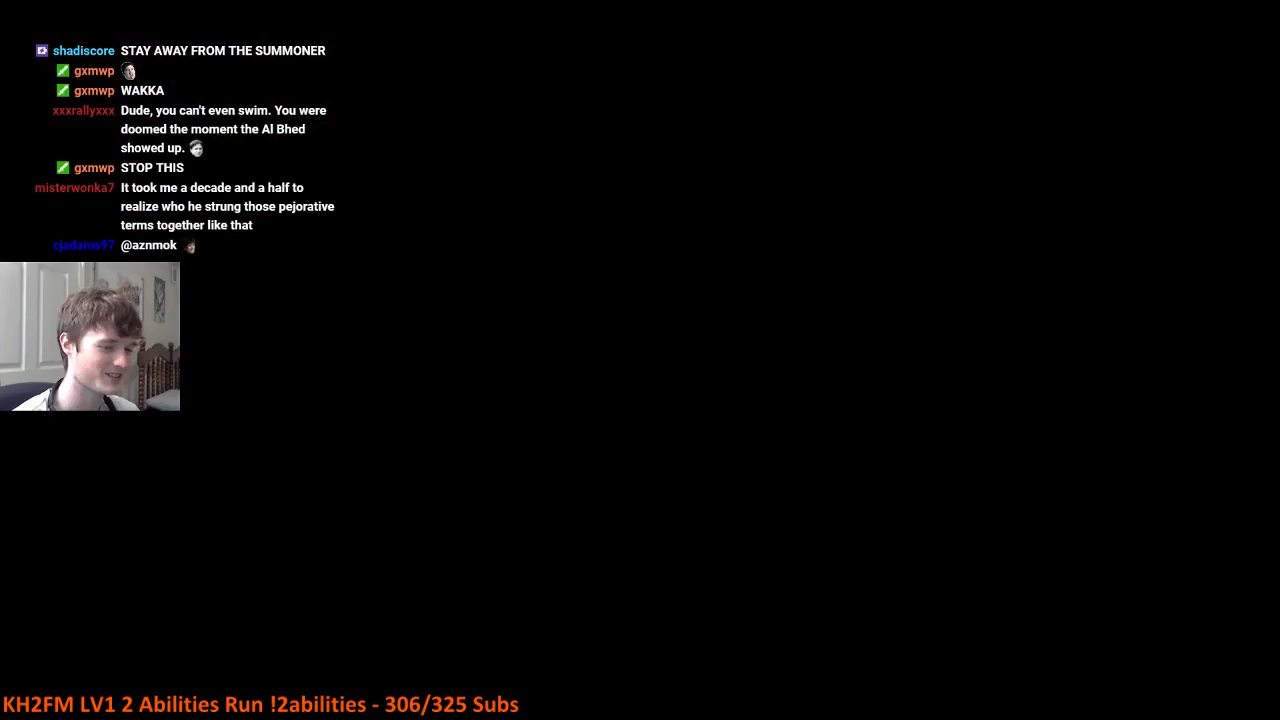 shadiscore STAY AWAY FROM THE SUMMONER
gxmwp
gxmwp WAKKA
xxxrallyxxx Dude, you can't even swim. You were
doomed the moment the Al Bhed
showed up.
gxmwp STOP THIS
misterwonka7 It took me a decade and a half to
realize who he strung those pejorative
terms together like that
cjadams97 @aznmok
KH2FM LV1 2 Abilities Run !2abilities - 306/325 Subs